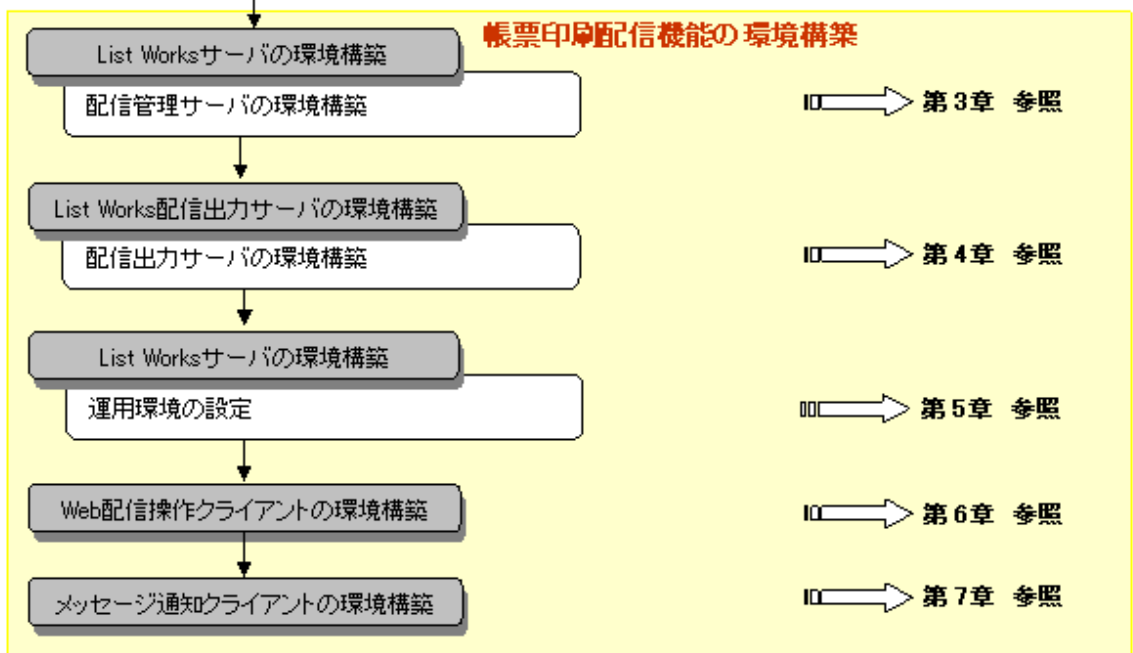 帳票印刷配信機能の環境構築
List Worksサーバの環境構築
配信管理サーバの環境構築
第3章 参照
List Works配信出力サーバの環境構築
配信出力サーバの環境構築
第4章 参照
List Worksサーバの環境構築
運用環境の設定
第5章 参照
Web配信操作クライアントの環境構築
第6章 参照
メッセージ通知クライアントの環境構築
第7章 参照